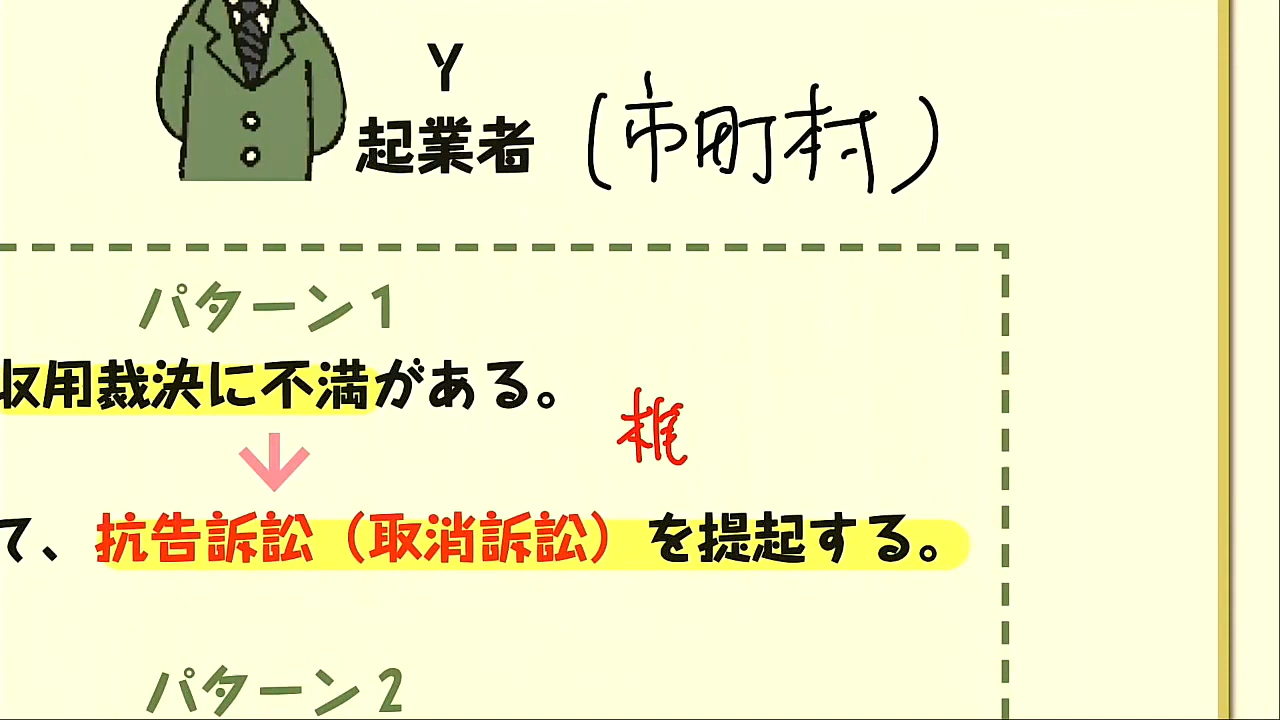 Y
起業者 (市町村)
パターン1
収用裁決に不満がある。
権
て、抗告訴訟(取消訴訟)を提起する。
パターン2